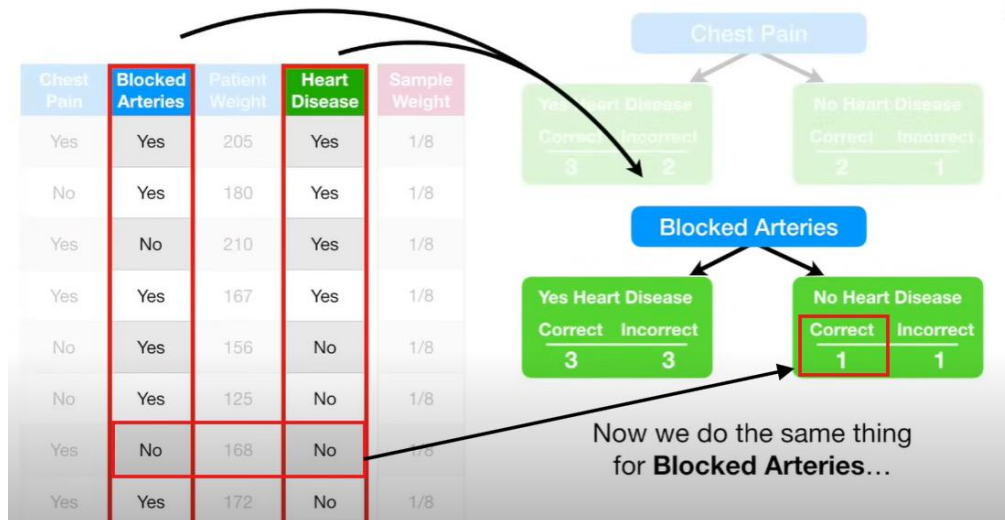 Chest Pain Blocked Arteries Patient Weight Heart Disease Sample Weight
Yes Yes 205 Yes 1/8
No Yes 180 Yes 1/8
Yes No 210 Yes 1/8
Yes Yes 167 Yes 1/8
No Yes 156 No 1/8
No Yes 125 No 1/8
Yes No 168 No 1/8
Yes Yes 172 No 1/8
Chest Pain
Yes Heart Disease
Correct Incorrect
3 2
No Heart Disease
Correct Incorrect
2 1
Blocked Arteries
Yes Heart Disease
Correct Incorrect
3 3
No Heart Disease
Correct Incorrect
1 1
Now we do the same thing
for Blocked Arteries...